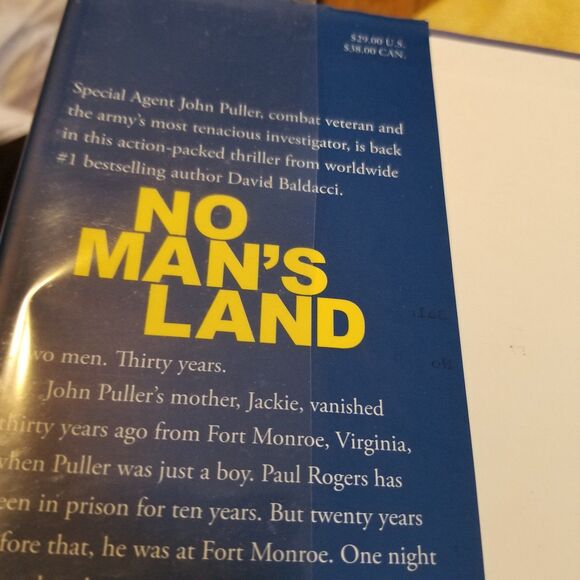 $29.00 U.S.
$38.00 CAN.
Special Agent John Puller, combat veteran and
the army's most tenacious investigator, is back
in this action-packed thriller from worldwide
#1 bestselling author David Baldacci.
NO
MAN'S
LAND
wo men. Thirty years.
John Puller's mother, Jackie, vanished
thirty years ago from Fort Monroe, Virginia,
when Puller was just a boy. Paul Rogers has
een in prison for ten years. But twenty years
fore that, he was at Fort Monroe. One night